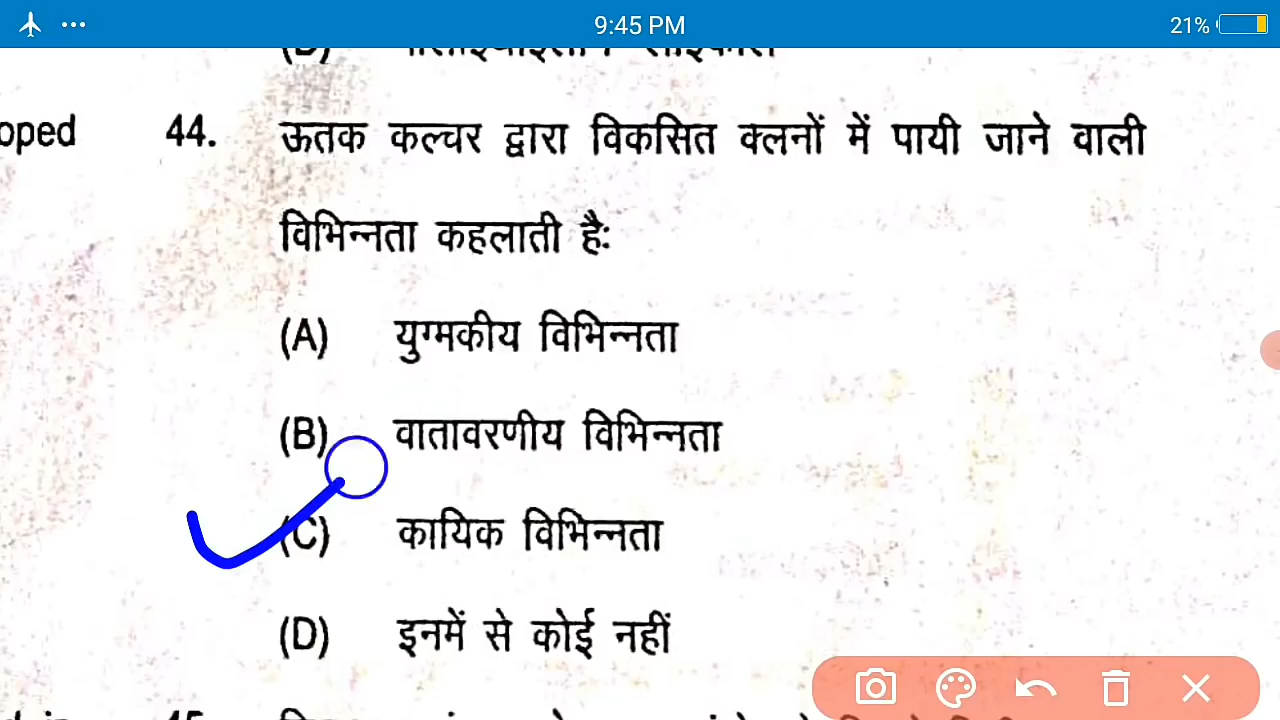 9:45 PM
21%
oped
44. ऊतक कल्चर द्वारा विकसित क्लनों में पायी जाने वाली
विभिन्नता कहलाती हैः
(A) युग्मकीय विभिन्नता
(B) वातावरणीय विभिन्नता
(C) कायिक विभिन्नता
(D) इनमें से कोई नहीं